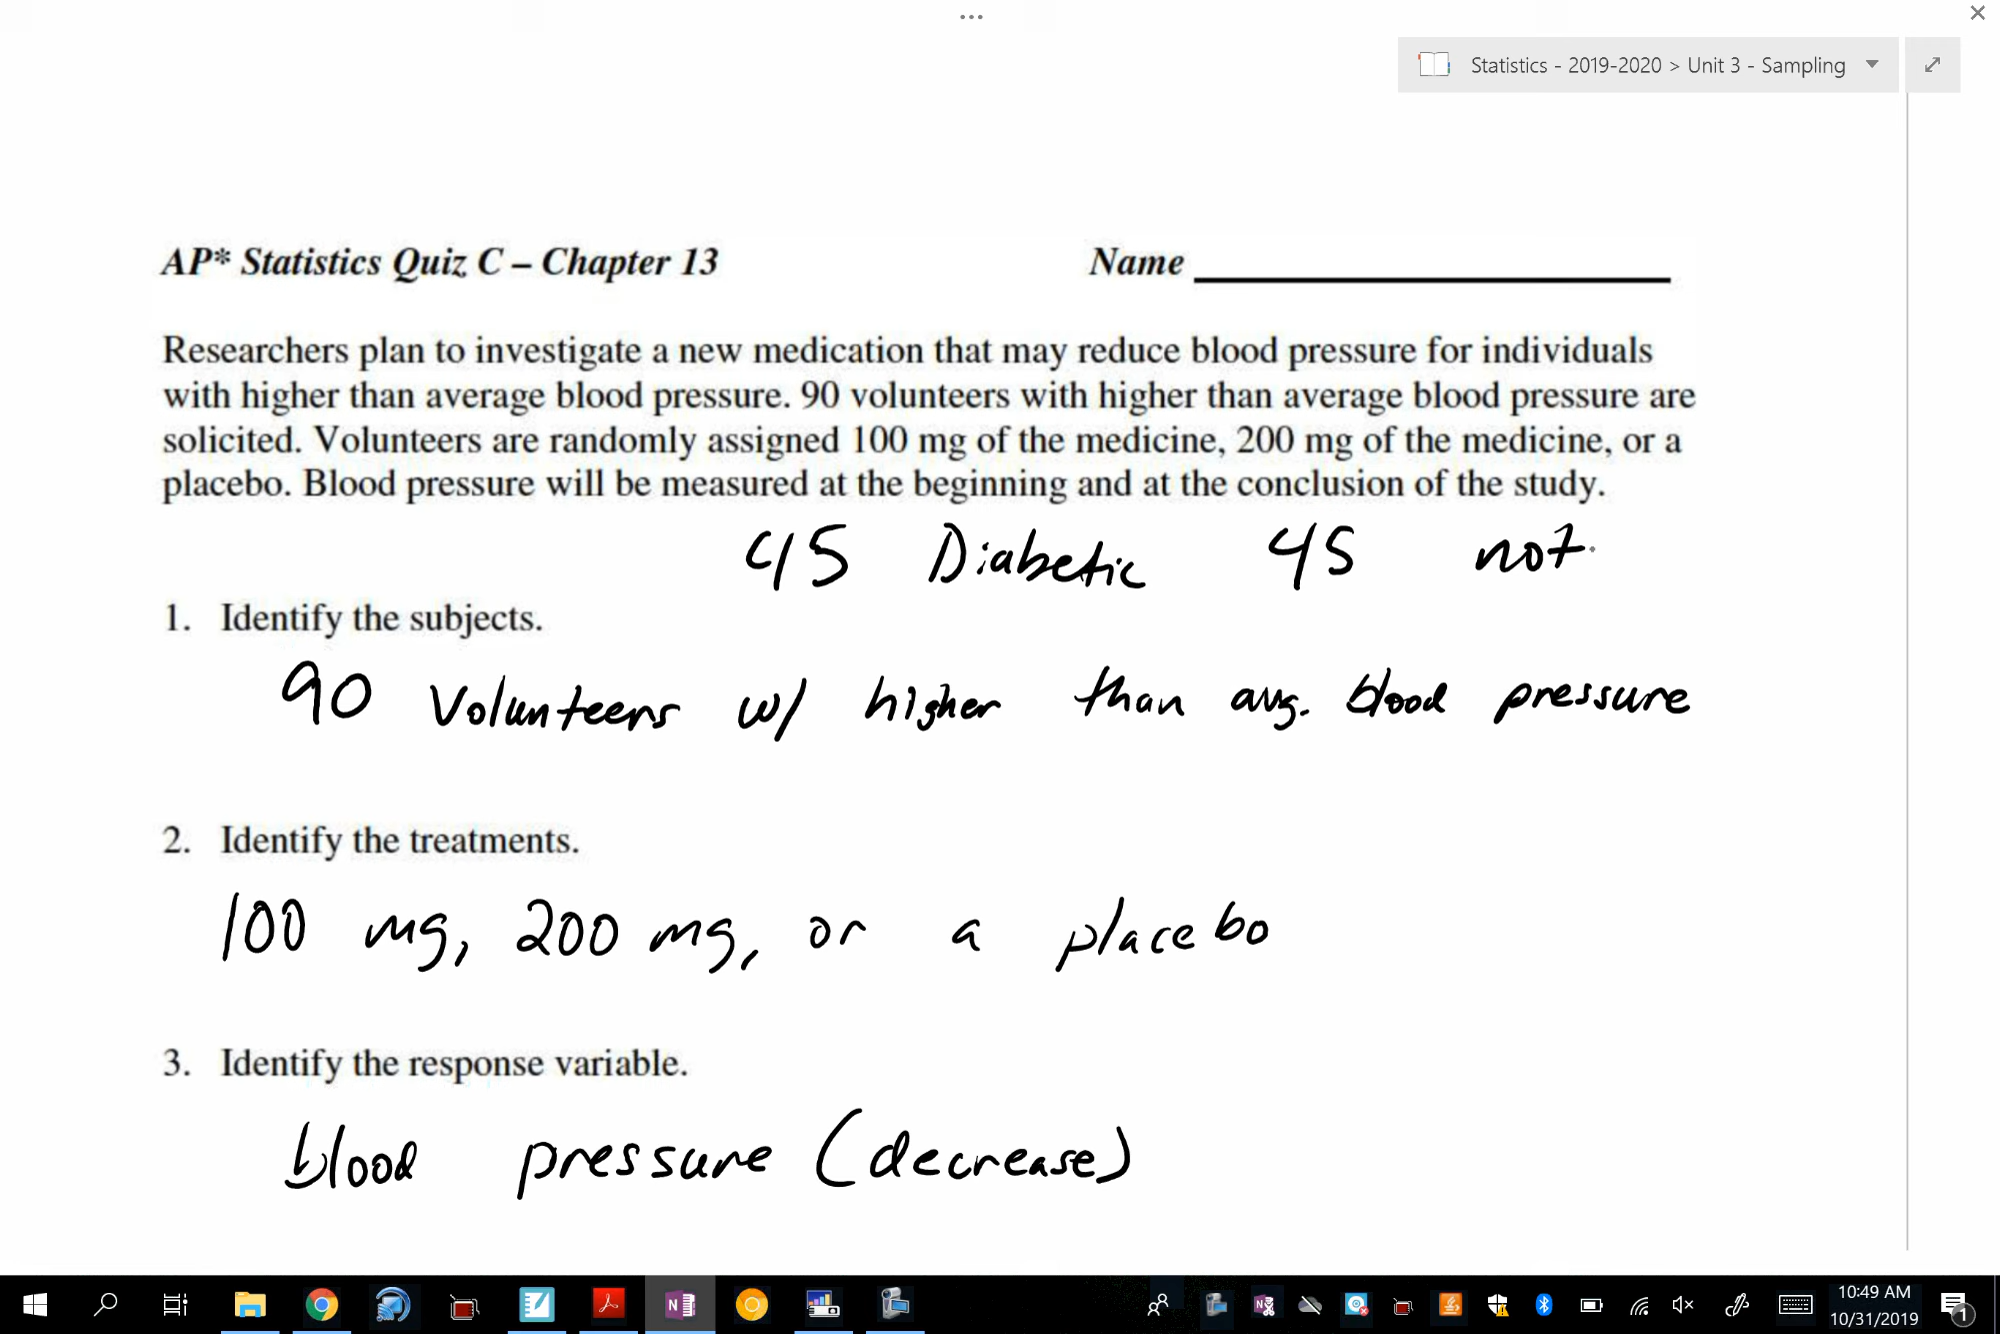 ...
Statistics - 2019-2020 > Unit 3 - Sampling
AP* Statistics Quiz C – Chapter 13 Name
Researchers plan to investigate a new medication that may reduce blood pressure for individuals
with higher than average blood pressure. 90 volunteers with higher than average blood pressure are
solicited. Volunteers are randomly assigned 100 mg of the medicine, 200 mg of the medicine, or a
placebo. Blood pressure will be measured at the beginning and at the conclusion of the study.
45 Diabetic 45 not
1. Identify the subjects.
90 Volunteers w/ higher than avg. blood pressure
2. Identify the treatments.
100 mg, 200 mg, or a placebo
3. Identify the response variable.
blood pressure (decrease)
10:49 AM
10/31/2019
1